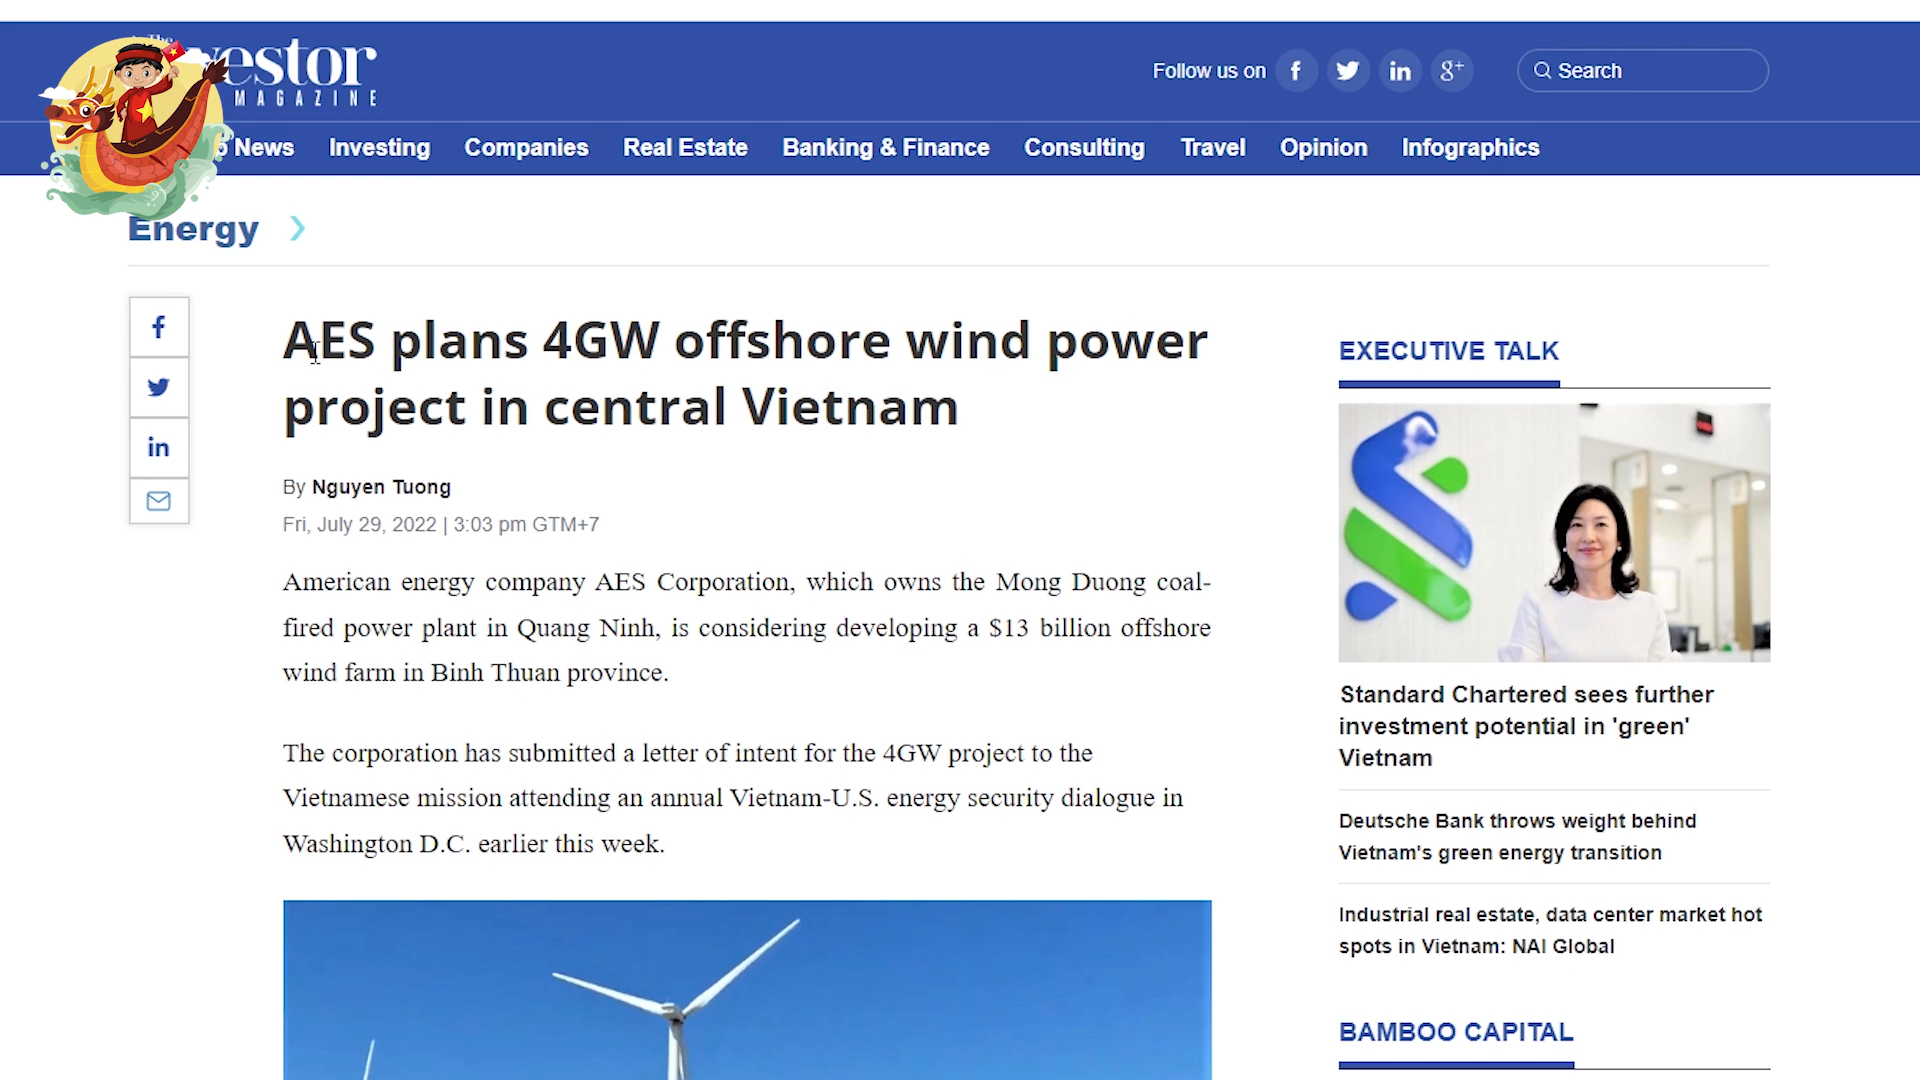 The
vestor
MAGAZINE
Follow us on
Search
News Investing Companies Real Estate Banking & Finance Consulting Travel Opinion Infographics
Energy
AES plans 4GW offshore wind power
project in central Vietnam
By Nguyen Tuong
Fri, July 29, 2022 | 3:03 pm GTM+7
American energy company AES Corporation, which owns the Mong Duong coal-
fired power plant in Quang Ninh, is considering developing a $13 billion offshore
wind farm in Binh Thuan province.
The corporation has submitted a letter of intent for the 4GW project to the
Vietnamese mission attending an annual Vietnam-U.S. energy security dialogue in
Washington D.C. earlier this week.
EXECUTIVE TALK
Standard Chartered sees further
investment potential in 'green'
Vietnam
Deutsche Bank throws weight behind
Vietnam's green energy transition
Industrial real estate, data center market hot
spots in Vietnam: NAI Global
BAMBOO CAPITAL